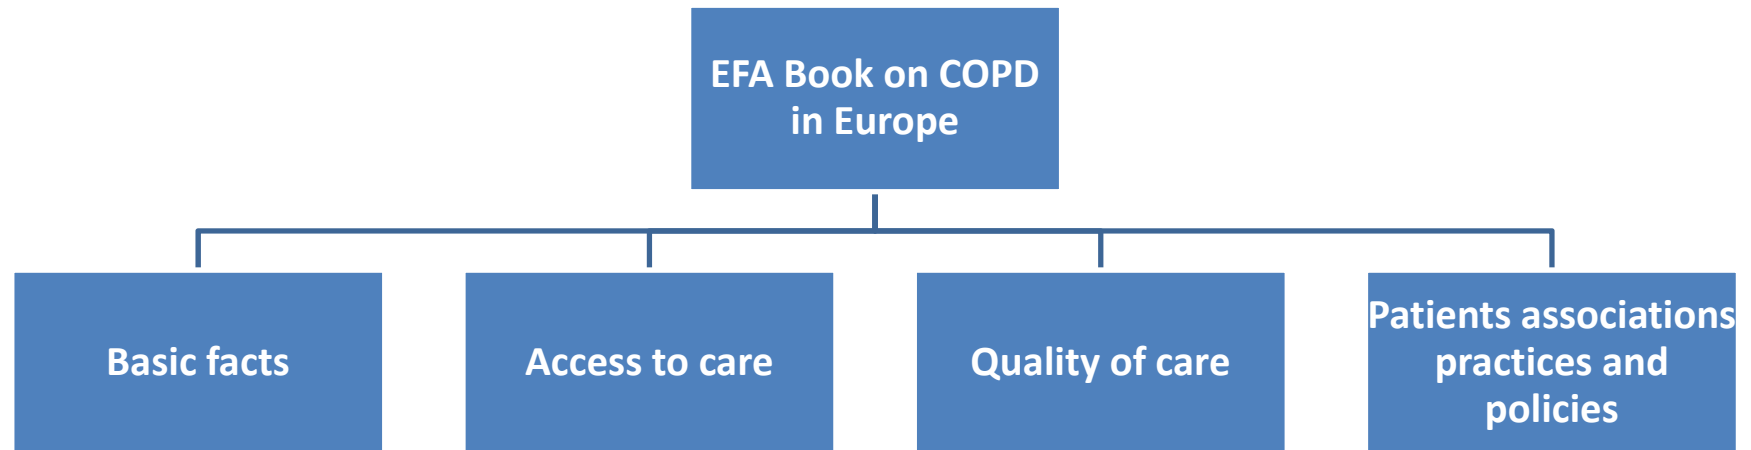 EFA Book on COPD
in Europe
Basic facts
Access to care
Quality of care
Patients associations
practices and
policies